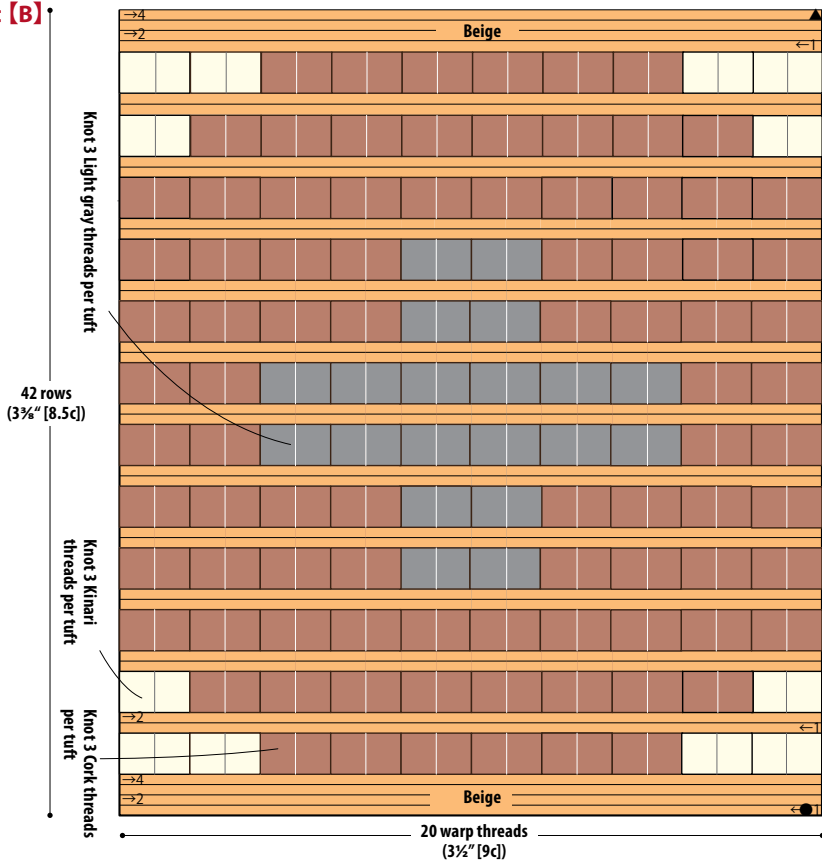 : 【B】
→4
→2
Beige
←1
Knot 3 Light gray threads per tuft
42 rows
(3⅜“ [8.5c])
Knot 3 Kinari
threads per tuft
→2
←1
Knot 3 Cork threads
per tuft
→4
→2
Beige
←1
20 warp threads
(3½” [9c])